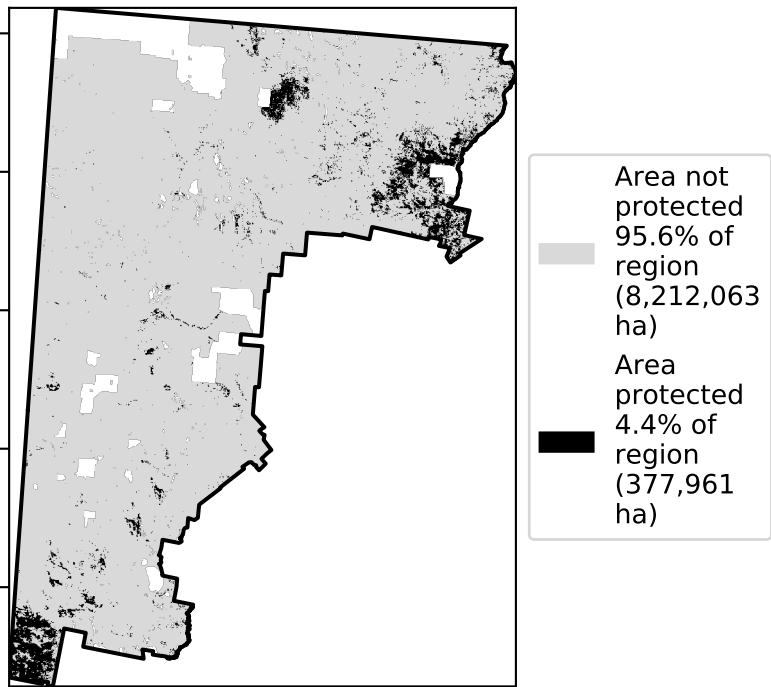 Area not
protected
95.6% of
region
(8,212,063
ha)
Area
protected
4.4% of
region
(377,961
ha)